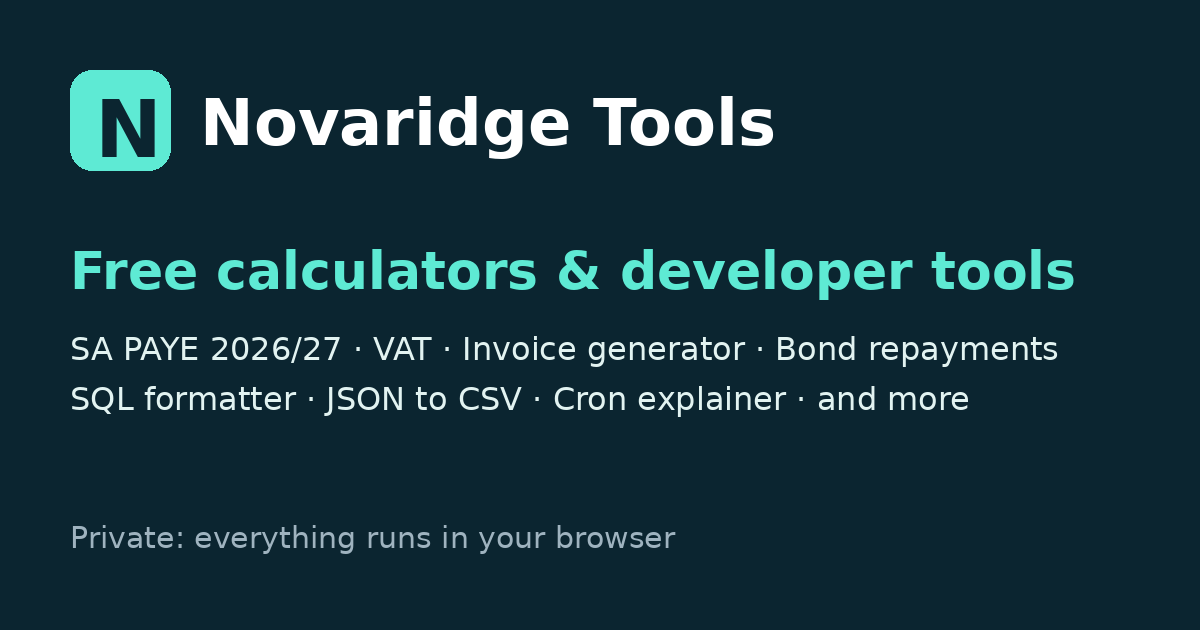 N Novaridge Tools
Free calculators & developer tools
SA PAYE 2026/27 · VAT · Invoice generator · Bond repayments
SQL formatter · JSON to CSV · Cron explainer · and more
Private: everything runs in your browser